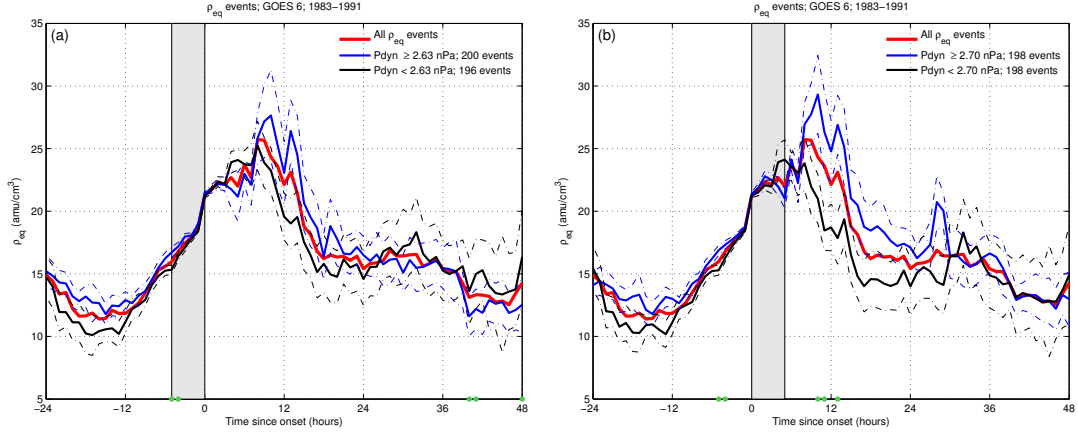 ρeq events; GOES 6; 1983−1991
(a)
All ρeq events
Pdyn ≥ 2.63 nPa; 200 events
Pdyn < 2.63 nPa; 196 events
35
30
25
20
15
10
5
ρeq (amu/cm³)
−24 −12 0 12 24 36 48
Time since onset (hours)
ρeq events; GOES 6; 1983−1991
(b)
All ρeq events
Pdyn ≥ 2.70 nPa; 198 events
Pdyn < 2.70 nPa; 198 events
35
30
25
20
15
10
5
ρeq (amu/cm³)
−24 −12 0 12 24 36 48
Time since onset (hours)